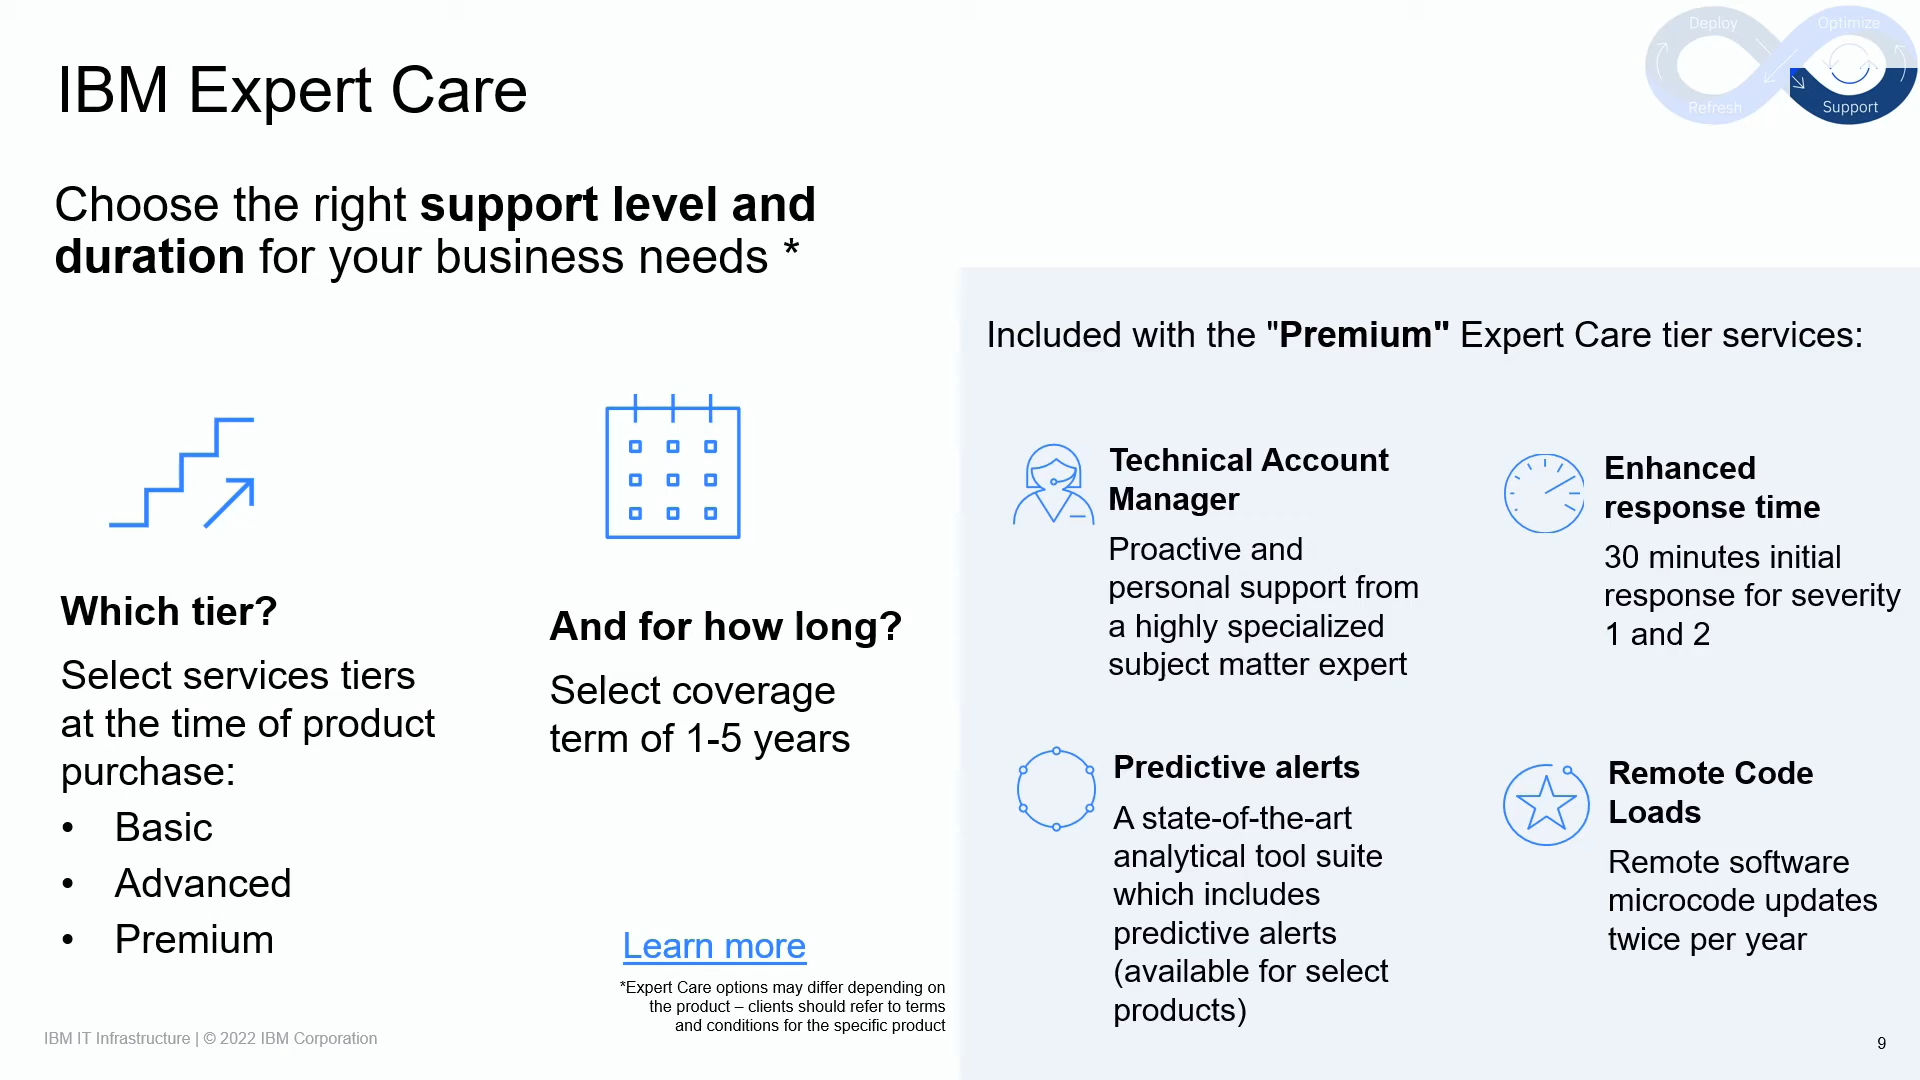 Deploy
Optimize
Refresh
Support
IBM Expert Care
Choose the right support level and
duration for your business needs *
Which tier?
Select services tiers
at the time of product
purchase:
• Basic
• Advanced
• Premium
And for how long?
Select coverage
term of 1-5 years
Learn more
*Expert Care options may differ depending on
the product – clients should refer to terms
and conditions for the specific product
Included with the "Premium" Expert Care tier services:
Technical Account
Manager
Proactive and
personal support from
a highly specialized
subject matter expert
Enhanced
response time
30 minutes initial
response for severity
1 and 2
Predictive alerts
A state-of-the-art
analytical tool suite
which includes
predictive alerts
(available for select
products)
Remote Code
Loads
Remote software
microcode updates
twice per year
IBM IT Infrastructure | © 2022 IBM Corporation
9